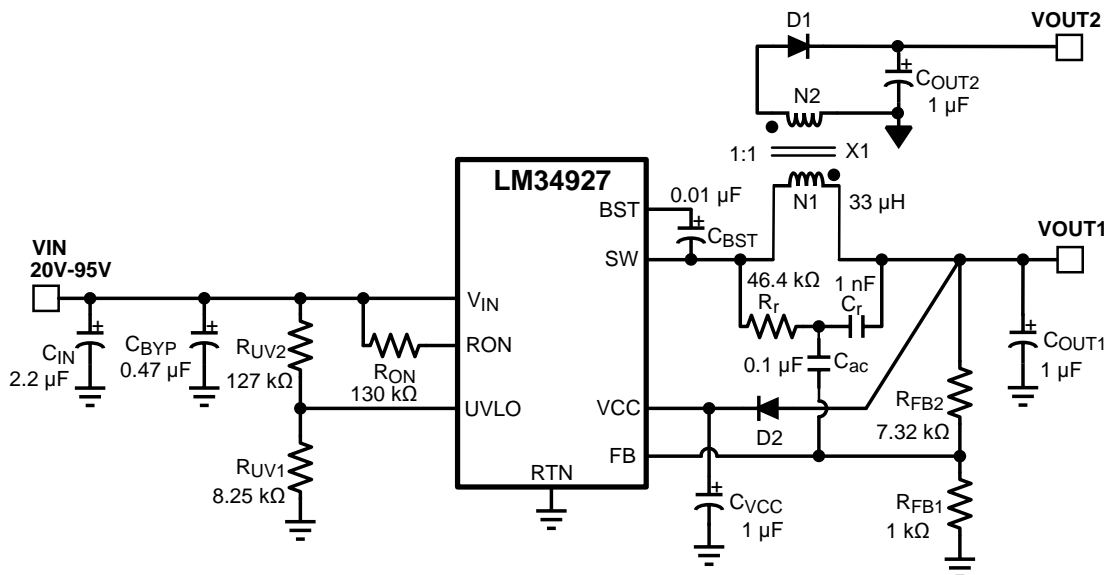 D1
VOUT2
+
COUT2
1 µF
N2
1:1
X1
LM34927
0.01 µF
N1
33 µH
BST
+
CBST
VOUT1
SW
VIN
20V-95V
46.4 kΩ
1 nF
Rr
Cr
VIN
+
CIN
2.2 µF
+
CBYP
0.47 µF
RUV2
127 kΩ
RON
RON
130 kΩ
0.1 µF
Cac
+
COUT1
1 µF
UVLO
VCC
D2
RFB2
7.32 kΩ
FB
RUV1
8.25 kΩ
RTN
+
CVCC
1 µF
RFB1
1 kΩ